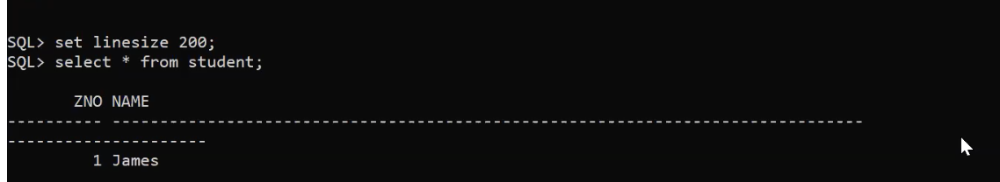 SQL> set linesize 200;
SQL> select * from student;
       ZNO NAME
---------- -------------------------------------------------------------------------------
---------------------
         1 James